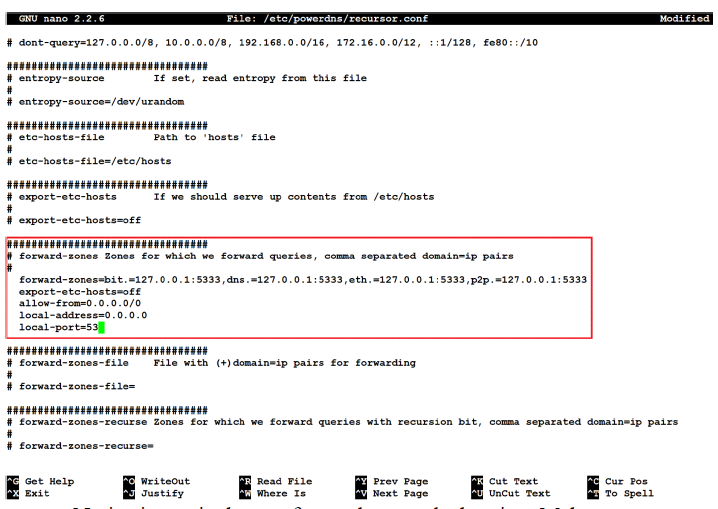 GNU nano 2.2.6 File: /etc/powerdns/recursor.conf Modified
# dont-query=127.0.0.0/8, 10.0.0.0/8, 192.168.0.0/16, 172.16.0.0/12, ::1/128, fe80::/10
#################################
# entropy-source If set, read entropy from this file
#
# entropy-source=/dev/urandom
#################################
# etc-hosts-file Path to 'hosts' file
#
# etc-hosts-file=/etc/hosts
#################################
# export-etc-hosts If we should serve up contents from /etc/hosts
#
# export-etc-hosts=off
#################################
# forward-zones Zones for which we forward queries, comma separated domain=ip pairs
#
forward-zones=bit.=127.0.0.1:5333,dns.=127.0.0.1:5333,eth.=127.0.0.1:5333,p2p.=127.0.0.1:5333
export-etc-hosts=off
allow-from=0.0.0.0/0
local-address=0.0.0.0
local-port=53
#################################
# forward-zones-file File with (+)domain=ip pairs for forwarding
#
# forward-zones-file=
#################################
# forward-zones-recurse Zones for which we forward queries with recursion bit, comma separated domain=ip pairs
#
# forward-zones-recurse=
^G Get Help ^O WriteOut ^R Read File ^Y Prev Page ^K Cut Text ^C Cur Pos
^X Exit ^J Justify ^W Where Is ^V Next Page ^U UnCut Text ^T To Spell